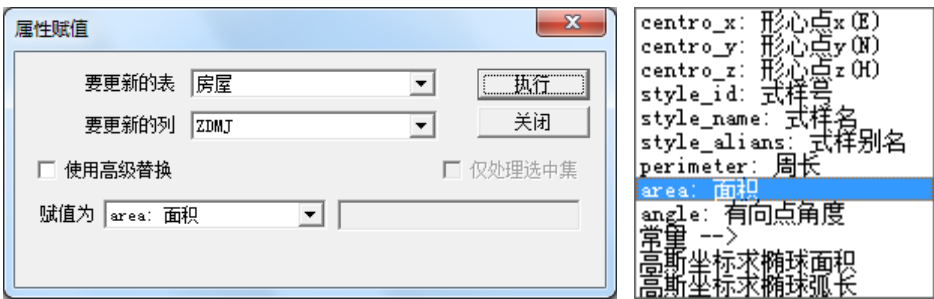 属性赋值
要更新的表 房屋 执行
要更新的列 ZDMJ 关闭
使用高级替换 仅处理选中集
赋值为 area: 面积
centro_x: 形心点x(E)
centro_y: 形心点y(N)
centro_z: 形心点z(H)
style_id: 式样号
style_name: 式样名
style_alians: 式样别名
perimeter: 周长
area: 面积
angle: 有向点角度
常量 -->
高斯坐标求椭球面积
高斯坐标求椭球弧长